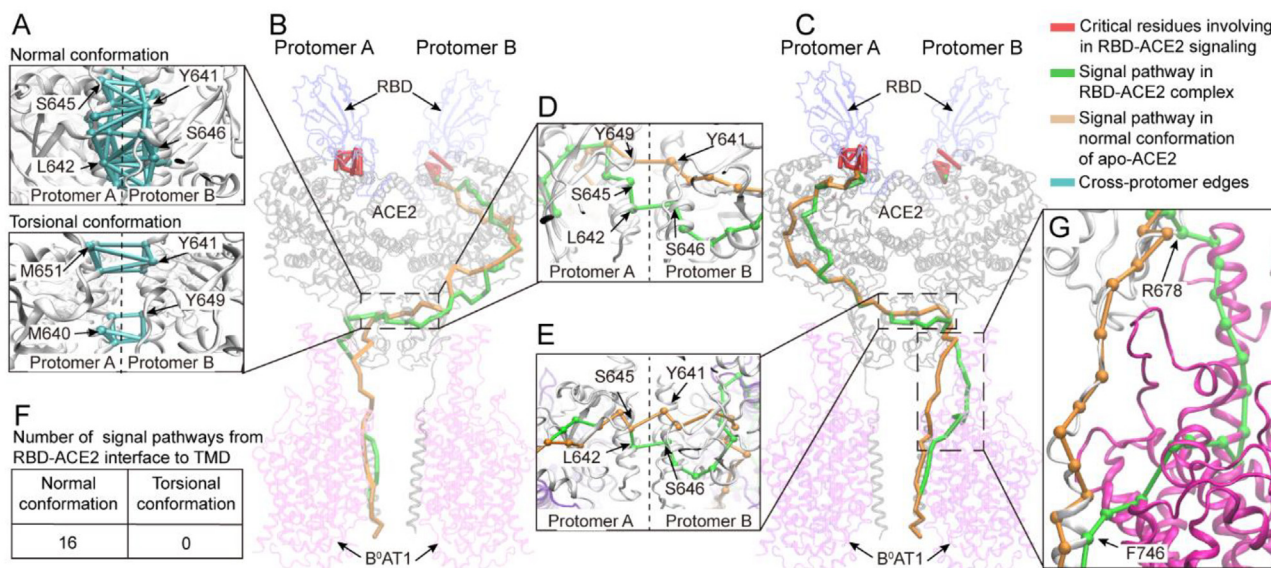 A
Normal conformation
S645
Y641
S646
L642
Protomer A
Protomer B
Torsional conformation
M651
Y641
Y649
M640
Protomer A
Protomer B
F
Number of signal pathways from
RBD-ACE2 interface to TMD
Normal
conformation
Torsional
conformation
16
0
B
Protomer A
Protomer B
RBD
ACE2
B⁰AT1
D
Y649
Y641
S645
L642
S646
Protomer A
Protomer B
E
S645
Y641
L642
S646
Protomer A
Protomer B
C
Protomer A
Protomer B
RBD
ACE2
B⁰AT1
Critical residues involving
in RBD-ACE2 signaling
Signal pathway in
RBD-ACE2 complex
Signal pathway in
normal conformation
of apo-ACE2
Cross-protomer edges
G
R678
F746